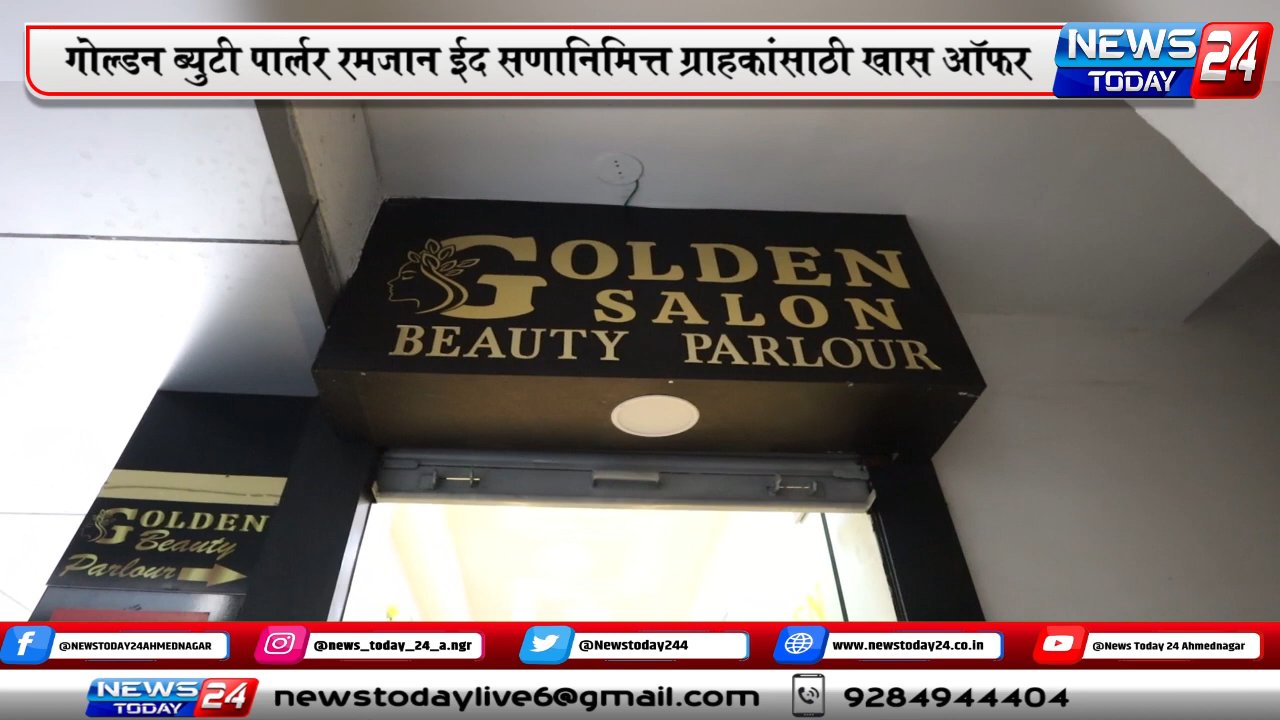 गोल्डन ब्युटी पार्लर रमजान ईद सणानिमित्त ग्राहकांसाठी खास ऑफर
NEWS 24
TODAY
GOLDEN
SALON
BEAUTY PARLOUR
GOLDEN
Beauty
Parlour
@NEWSTODAY24AHMEDNAGAR
@news_today_24_a.ngr
@Newstoday244
www.newstoday24.co.in
@News Today 24 Ahmednagar
NEWS 24
TODAY
newstodaylive6@gmail.com
9284944404